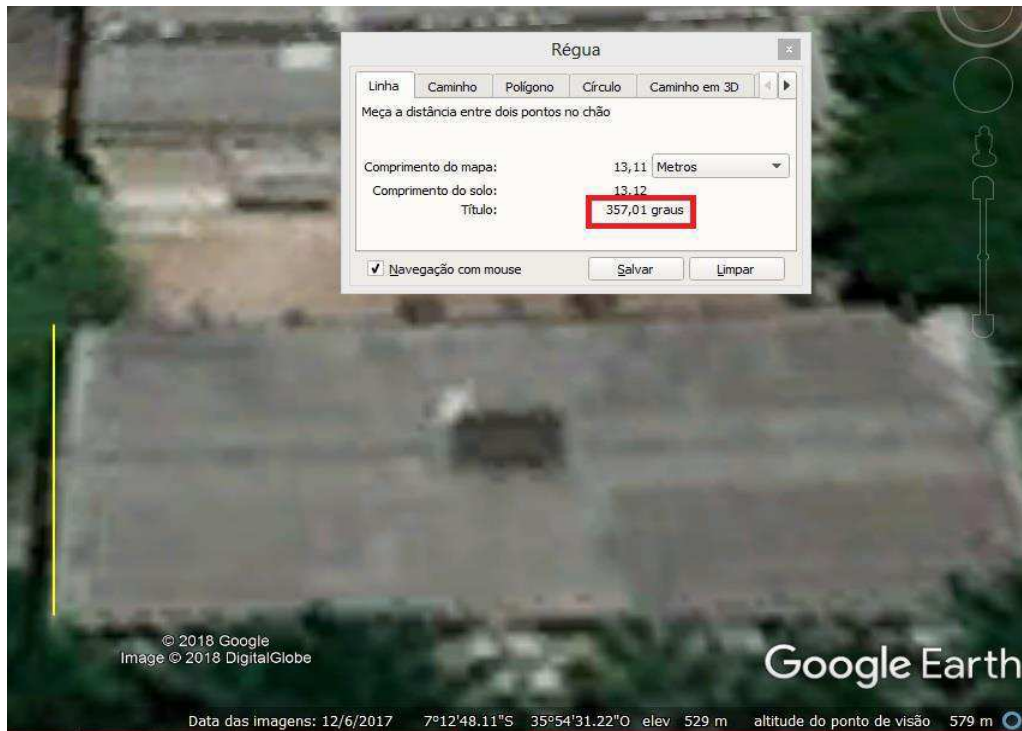 Régua
Linha Caminho Polígono Círculo Caminho em 3D
Meça a distância entre dois pontos no chão
Comprimento do mapa: 13,11 Metros
Comprimento do solo: 13,12
Título: 357,01 graus
Navegação com mouse Salvar Limpar
© 2018 Google
Image © 2018 DigitalGlobe
Google Earth
Data das imagens: 12/6/2017 7°12'48.11"S 35°54'31.22"O elev 529 m altitude do ponto de visão 579 m